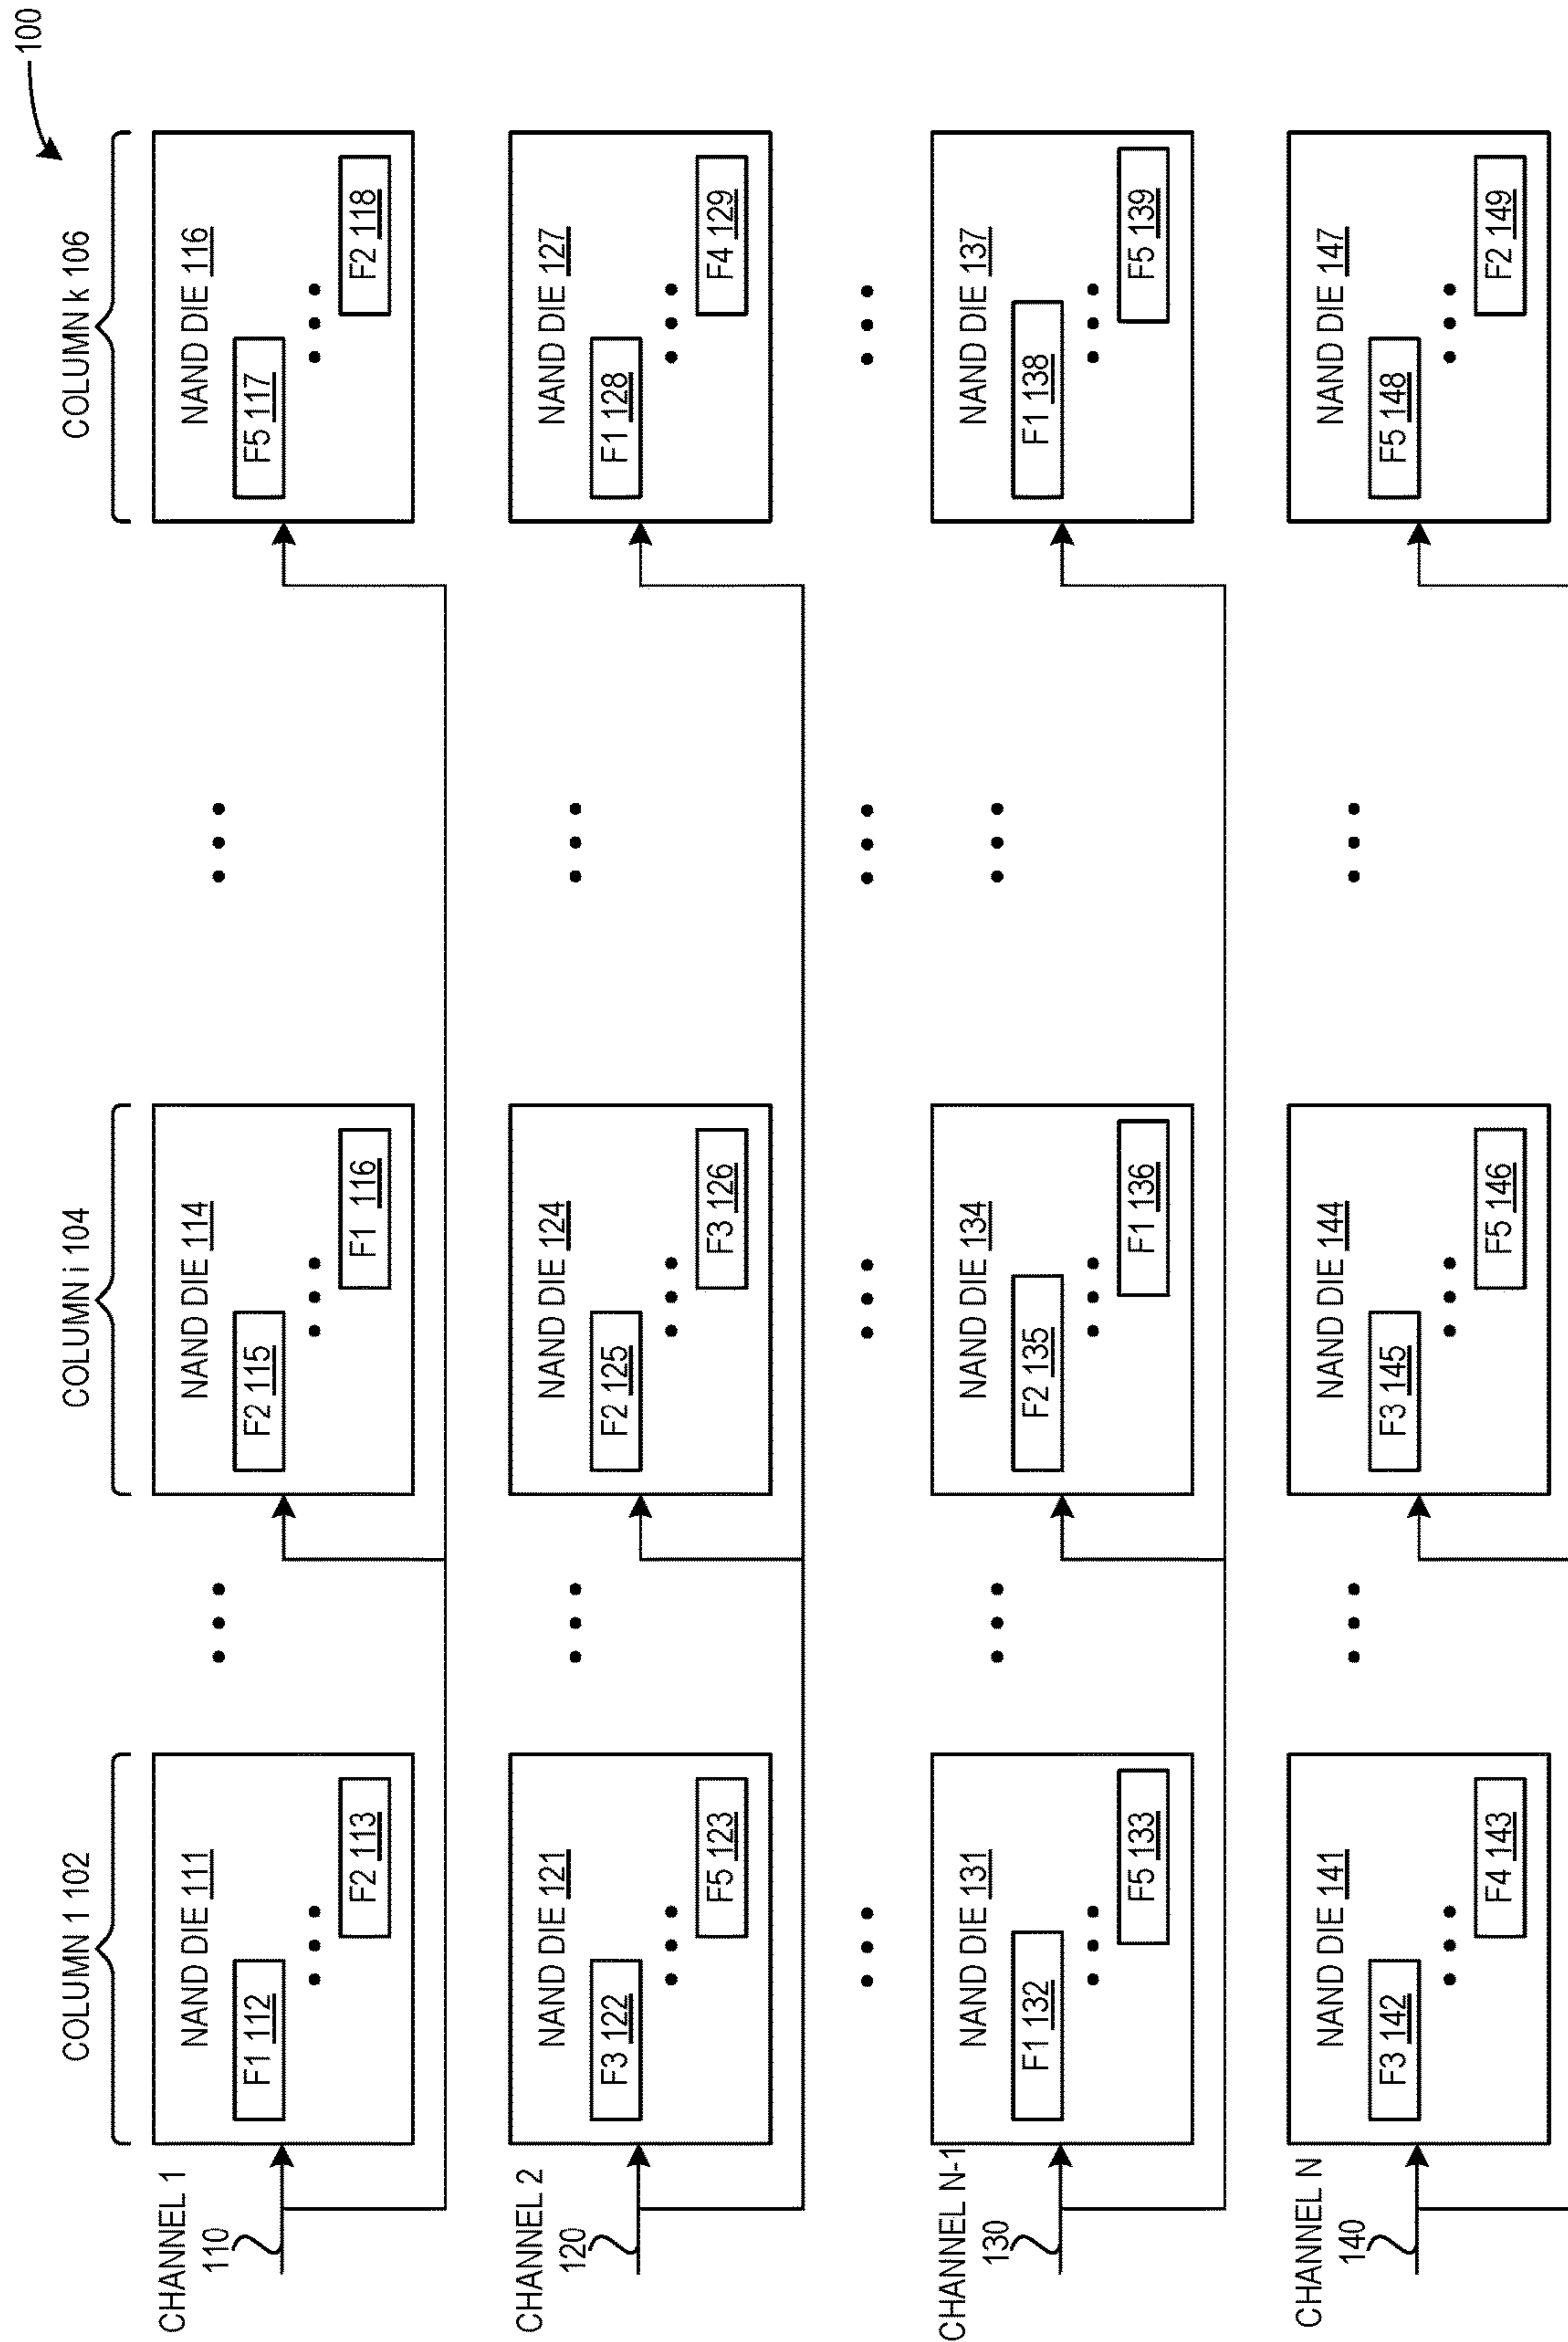 100
COLUMN 1 102
COLUMN i 104
COLUMN k 106
CHANNEL 1
110
NAND DIE 111
F1 112
F2 113
NAND DIE 114
F2 115
F1 116
NAND DIE 116
F5 117
F2 118
CHANNEL 2
120
NAND DIE 121
F3 122
F5 123
NAND DIE 124
F2 125
F3 126
NAND DIE 127
F1 128
F4 129
CHANNEL N-1
130
NAND DIE 131
F1 132
F5 133
NAND DIE 134
F2 135
F1 136
NAND DIE 137
F1 138
F5 139
CHANNEL N
140
NAND DIE 141
F3 142
F4 143
NAND DIE 144
F3 145
F5 146
NAND DIE 147
F5 148
F2 149